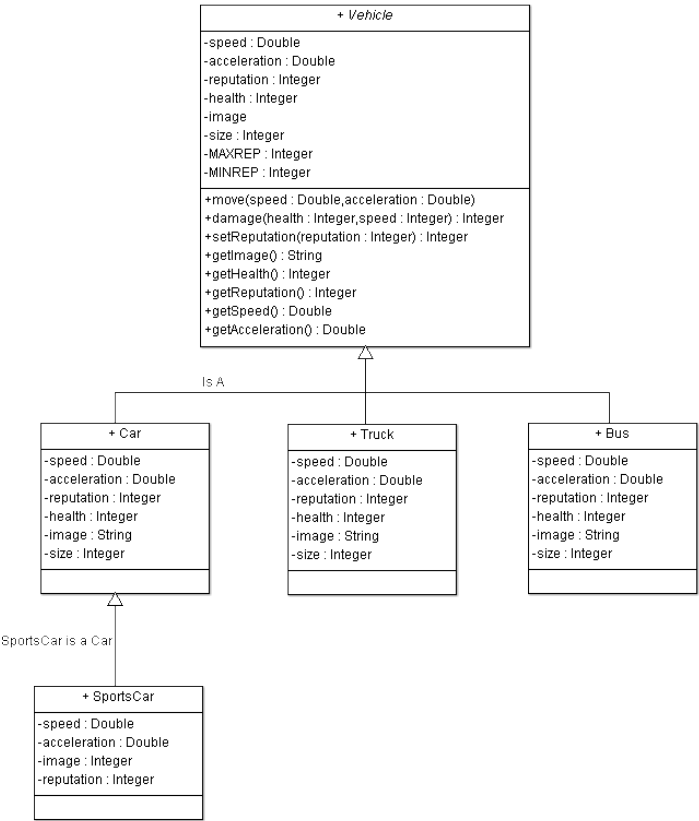 + Vehicle
-speed : Double
-acceleration : Double
-reputation : Integer
-health : Integer
-image
-size : Integer
-MAXREP : Integer
-MINREP : Integer
+move(speed : Double,acceleration : Double)
+damage(health : Integer,speed : Integer) : Integer
+setReputation(reputation : Integer) : Integer
+getImage() : String
+getHealth() : Integer
+getReputation() : Integer
+getSpeed() : Double
+getAcceleration() : Double
Is A
+ Car
-speed : Double
-acceleration : Double
-reputation : Integer
-health : Integer
-image : String
-size : Integer
+ Truck
-speed : Double
-acceleration : Double
-reputation : Integer
-health : Integer
-image : String
-size : Integer
+ Bus
-speed : Double
-acceleration : Double
-reputation : Integer
-health : Integer
-image : String
-size : Integer
SportsCar is a Car
+ SportsCar
-speed : Double
-acceleration : Double
-image : Integer
-reputation : Integer